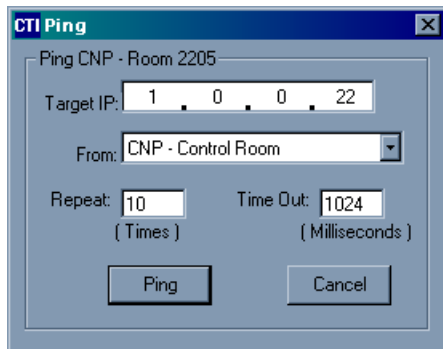 CTI Ping
Ping CNP - Room 2205
Target IP: 1 . 0 . 0 . 22
From: CNP - Control Room
Repeat: 10 Time Out: 1024
( Times ) ( Milliseconds )
Ping Cancel